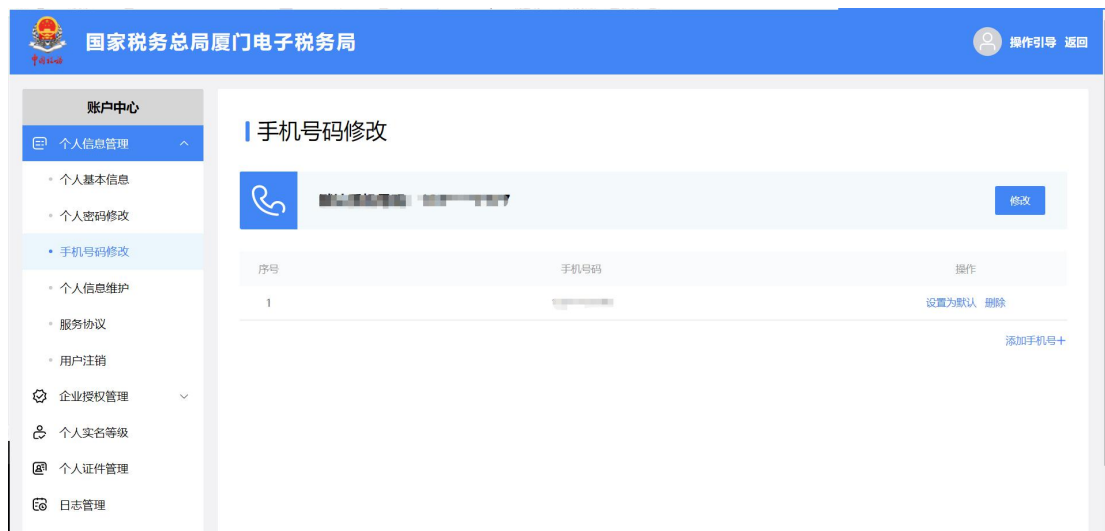 国家税务总局厦门电子税务局
操作引导 返回
账户中心
个人信息管理
个人基本信息
个人密码修改
手机号码修改
个人信息维护
服务协议
用户注销
企业授权管理
个人实名等级
个人证件管理
日志管理
手机号码修改
修改
序号 手机号码 操作
1 设置为默认 删除
添加手机号+